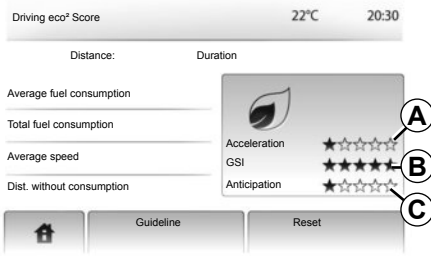 Driving eco² Score 22°C 20:30
Distance: Duration
Average fuel consumption
Total fuel consumption
Average speed
Dist. without consumption
Acceleration
GSI
Anticipation
A
B
C
Guideline Reset